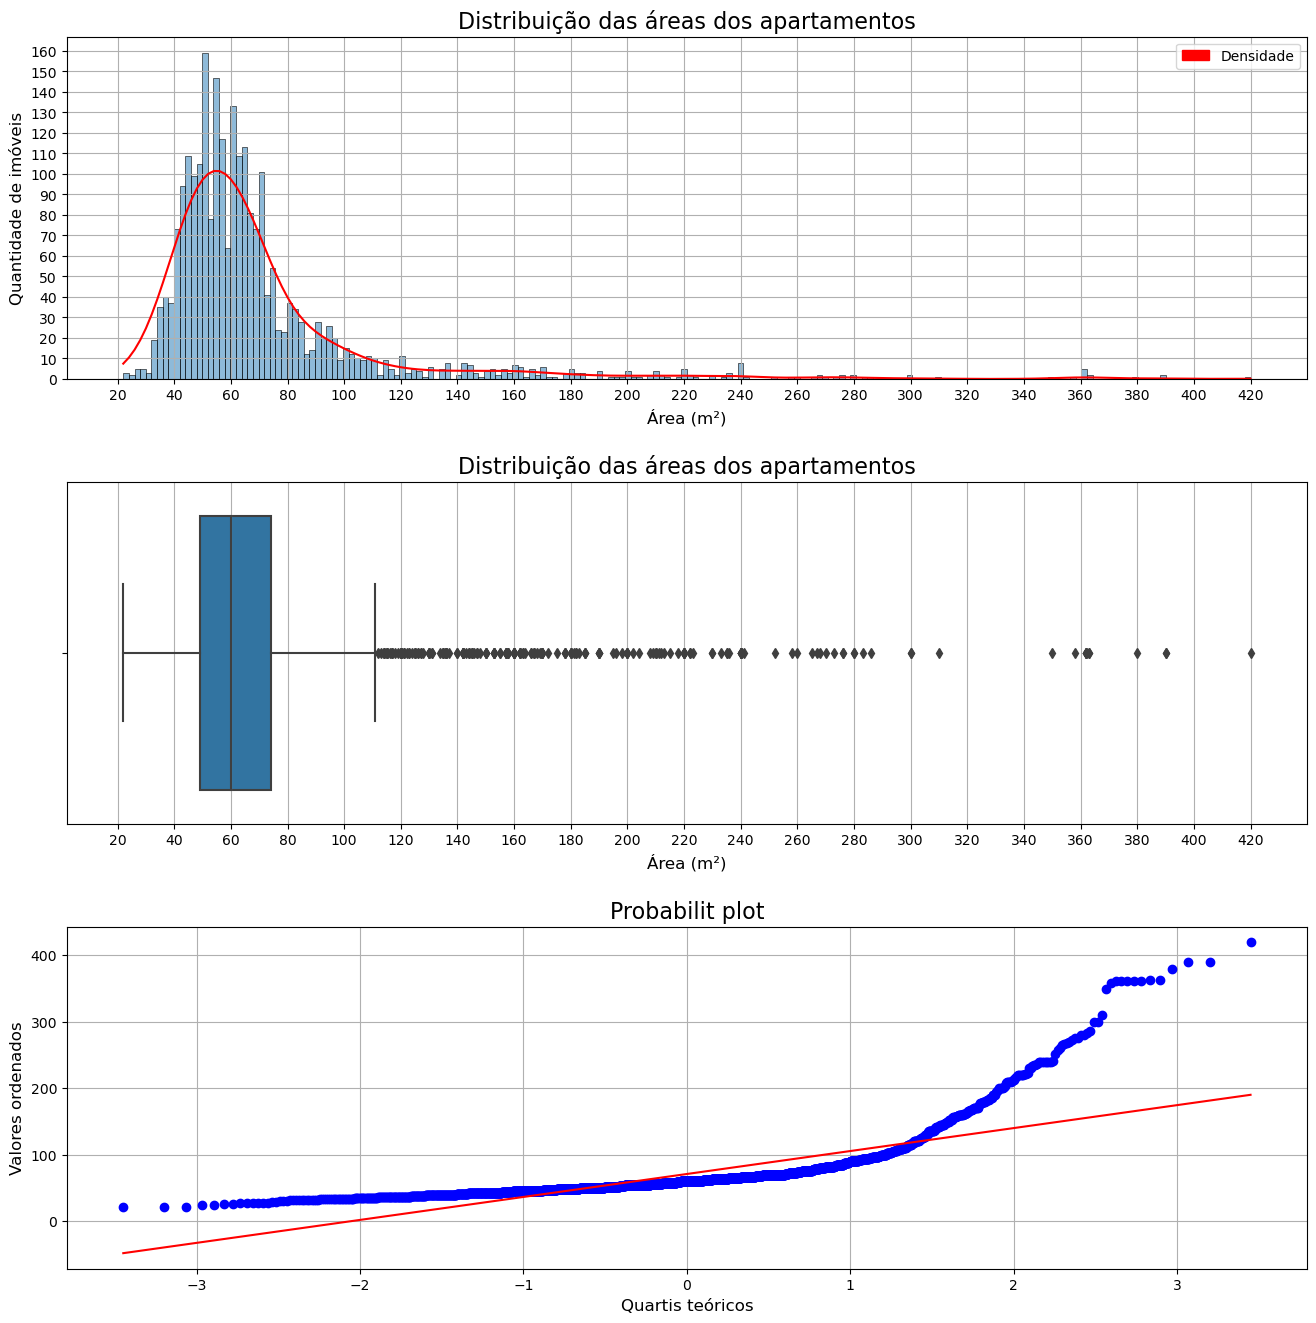 Distribuição das áreas dos apartamentos
Densidade
Quantidade de imóveis
160
150
140
130
120
110
100
90
80
70
60
50
40
30
20
10
0
20 40 60 80 100 120 140 160 180 200 220 240 260 280 300 320 340 360 380 400 420
Área (m²)
Distribuição das áreas dos apartamentos
20 40 60 80 100 120 140 160 180 200 220 240 260 280 300 320 340 360 380 400 420
Área (m²)
Probabilit plot
Valores ordenados
400
300
200
100
0
−3 −2 −1 0 1 2 3
Quartis teóricos